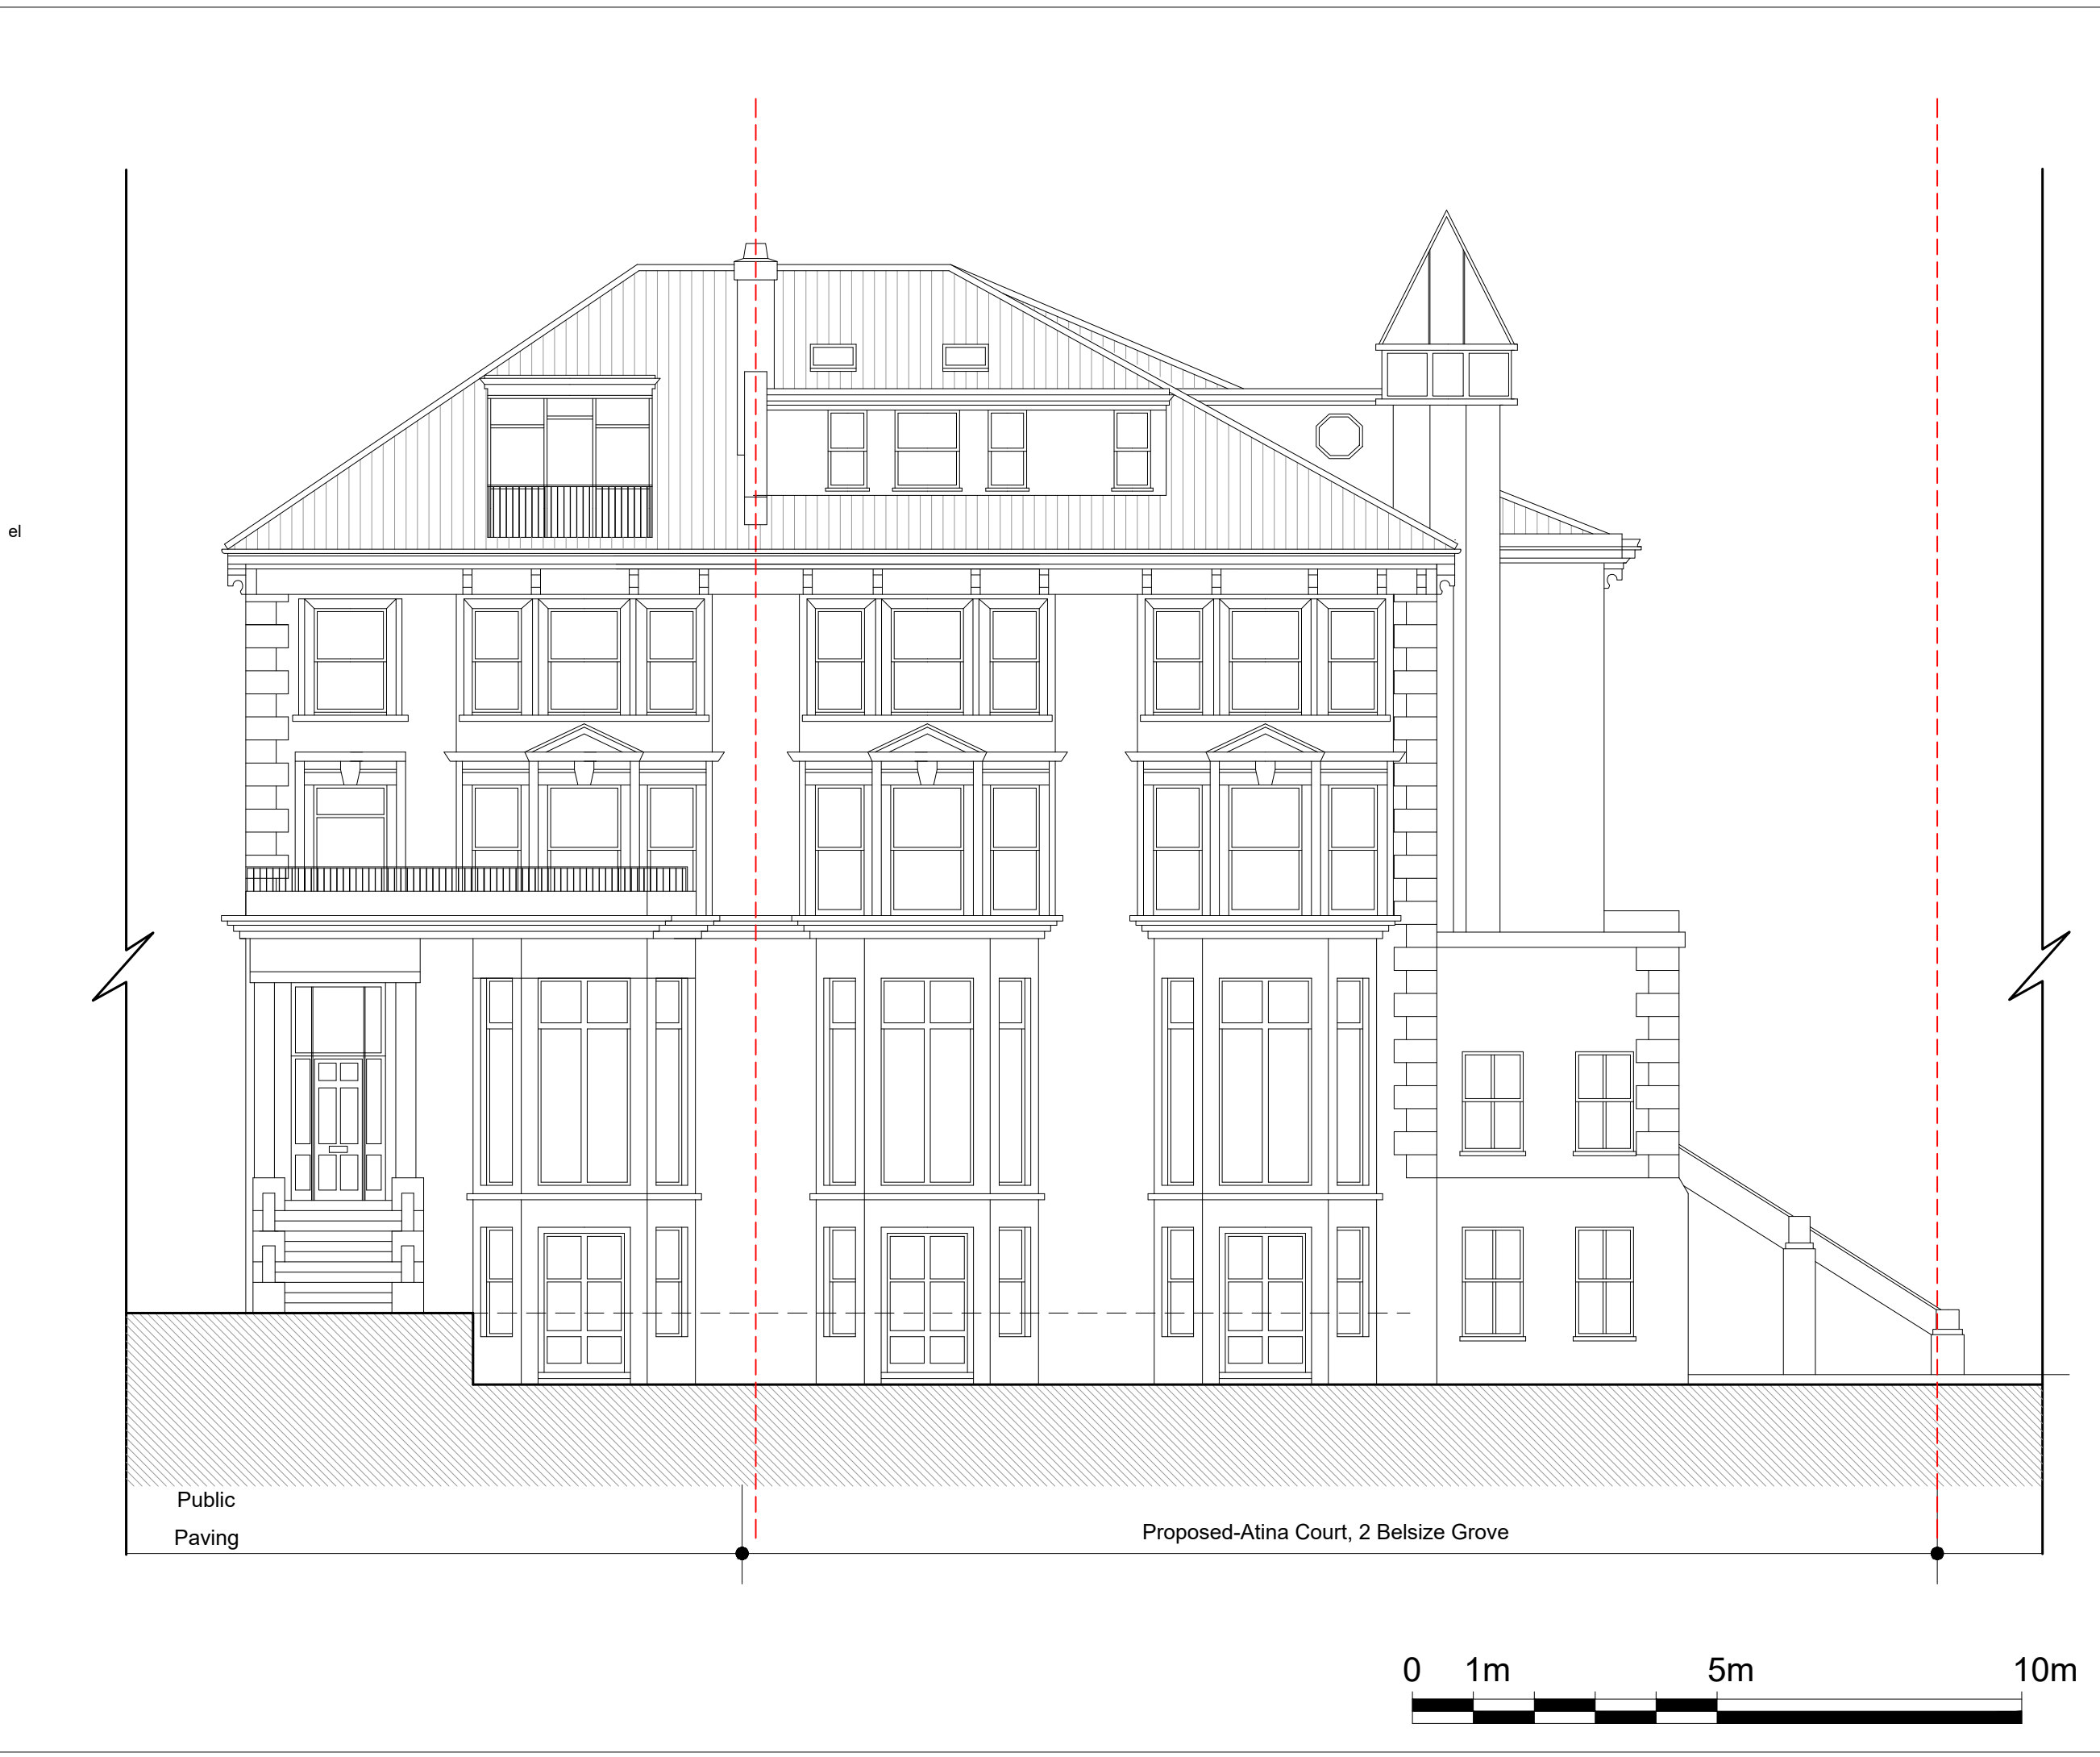 el
Public
Paving
Proposed-Atina Court, 2 Belsize Grove
0 1m 5m 10m